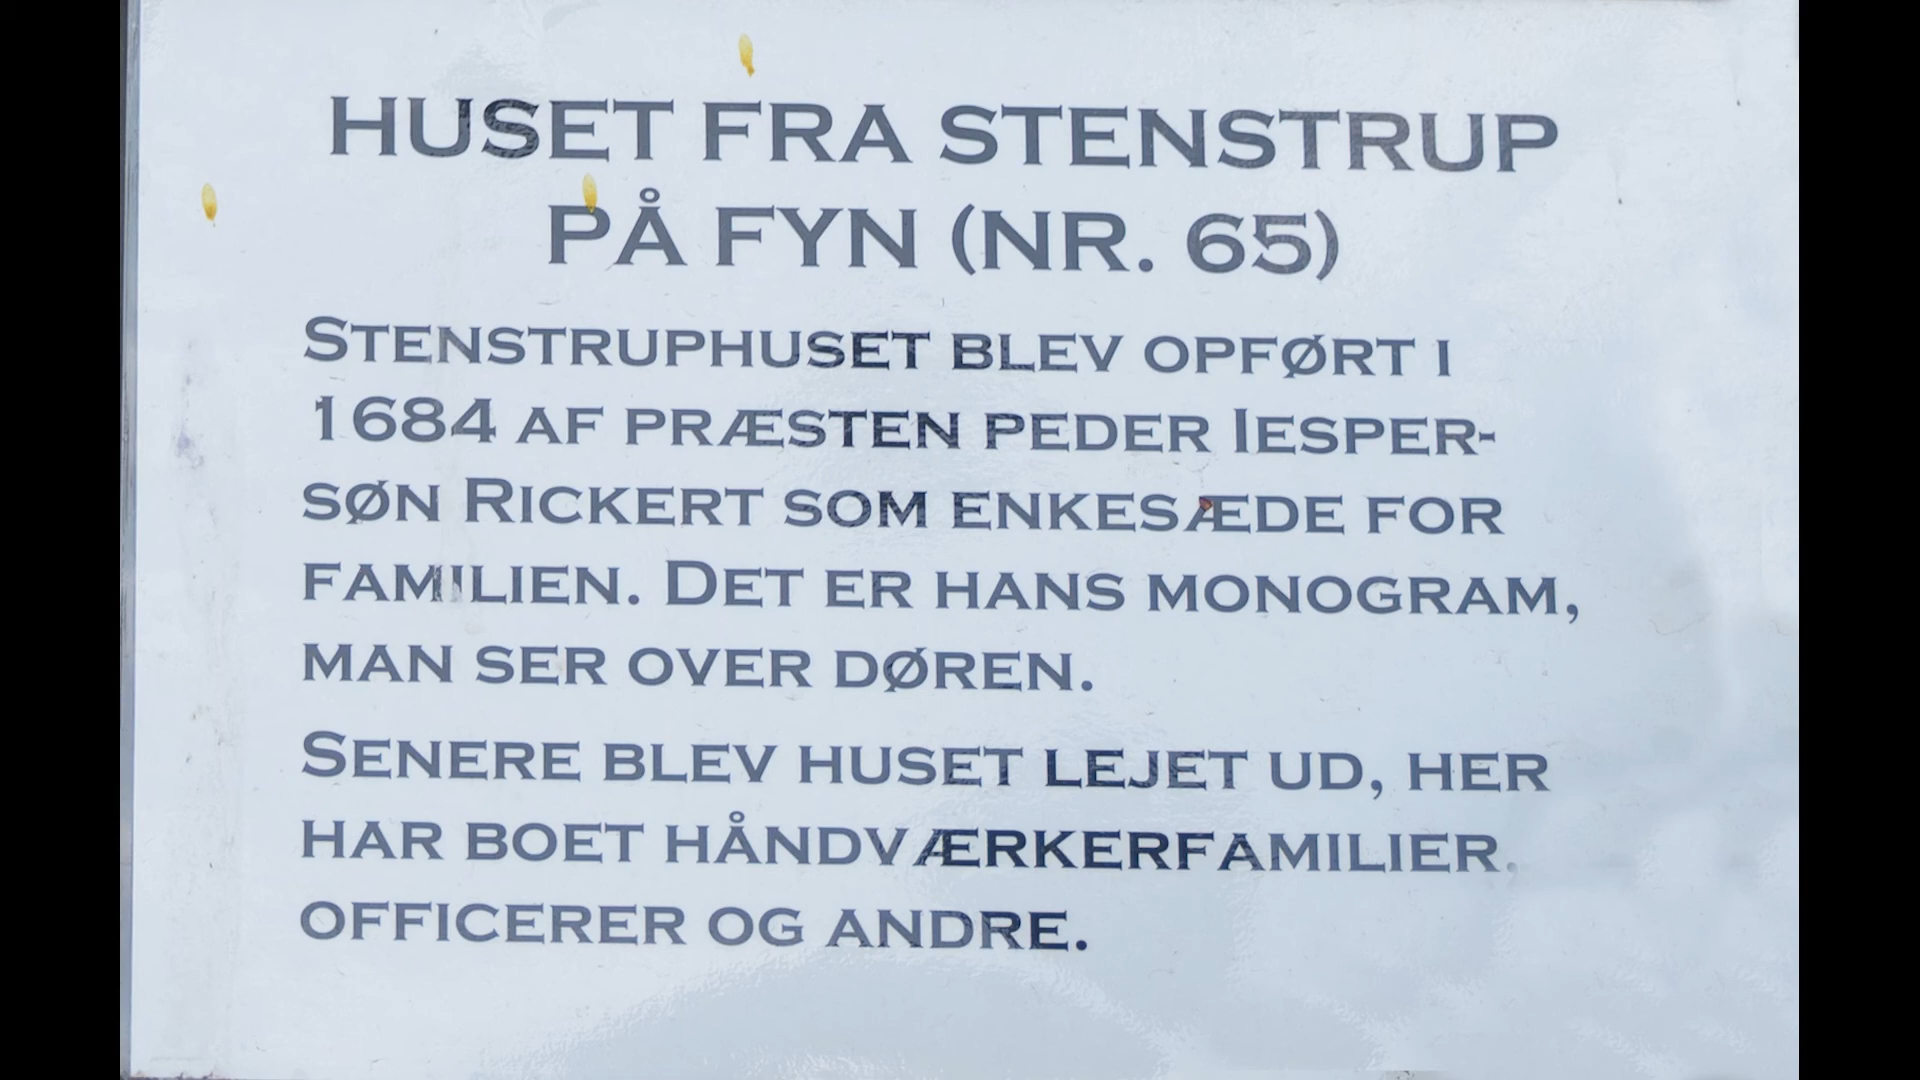 HUSET FRA STENSTRUP
PÅ FYN (NR. 65)
STENSTRUPHUSET BLEV OPFØRT I
1684 AF PRÆSTEN PEDER IESPER-
SØN RICKERT SOM ENKESÆDE FOR
FAMILIEN. DET ER HANS MONOGRAM,
MAN SER OVER DØREN.
SENERE BLEV HUSET LEJET UD, HER
HAR BOET HÅNDVÆRKERFAMILIER,
OFFICERER OG ANDRE.